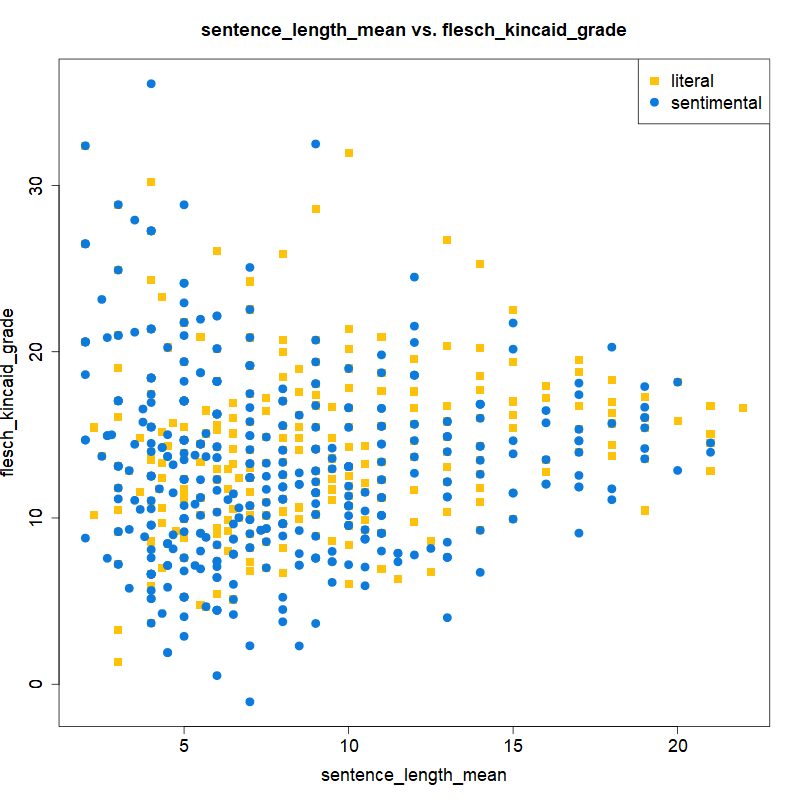 sentence_length_mean vs. flesch_kincaid_grade
literal
sentimental
flesch_kincaid_grade
30
20
10
0
5 10 15 20
sentence_length_mean